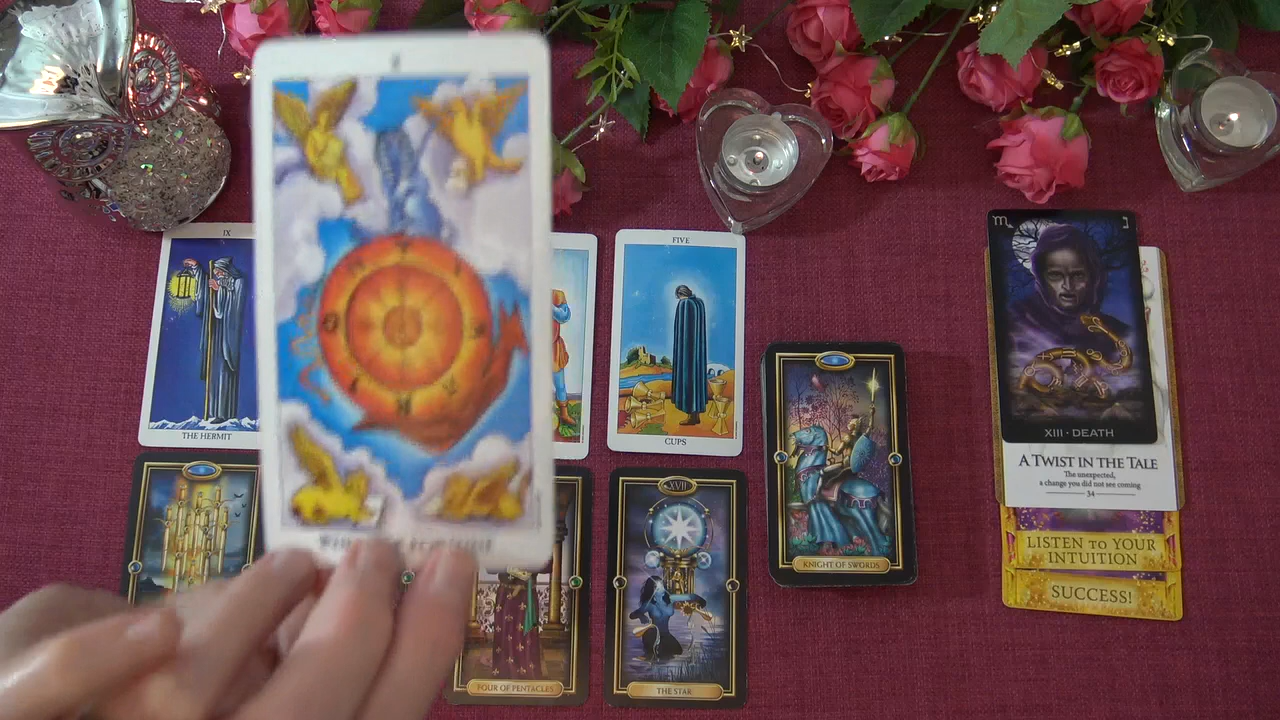 IX
THE HERMIT
FIVE
CUPS
XVII
THE STAR
FOUR OF PENTACLES
KNIGHT OF SWORDS
XIII · DEATH
A TWIST IN THE TALE
The unexpected,
a change you did not see coming
34
LISTEN TO YOUR
INTUITION
SUCCESS!